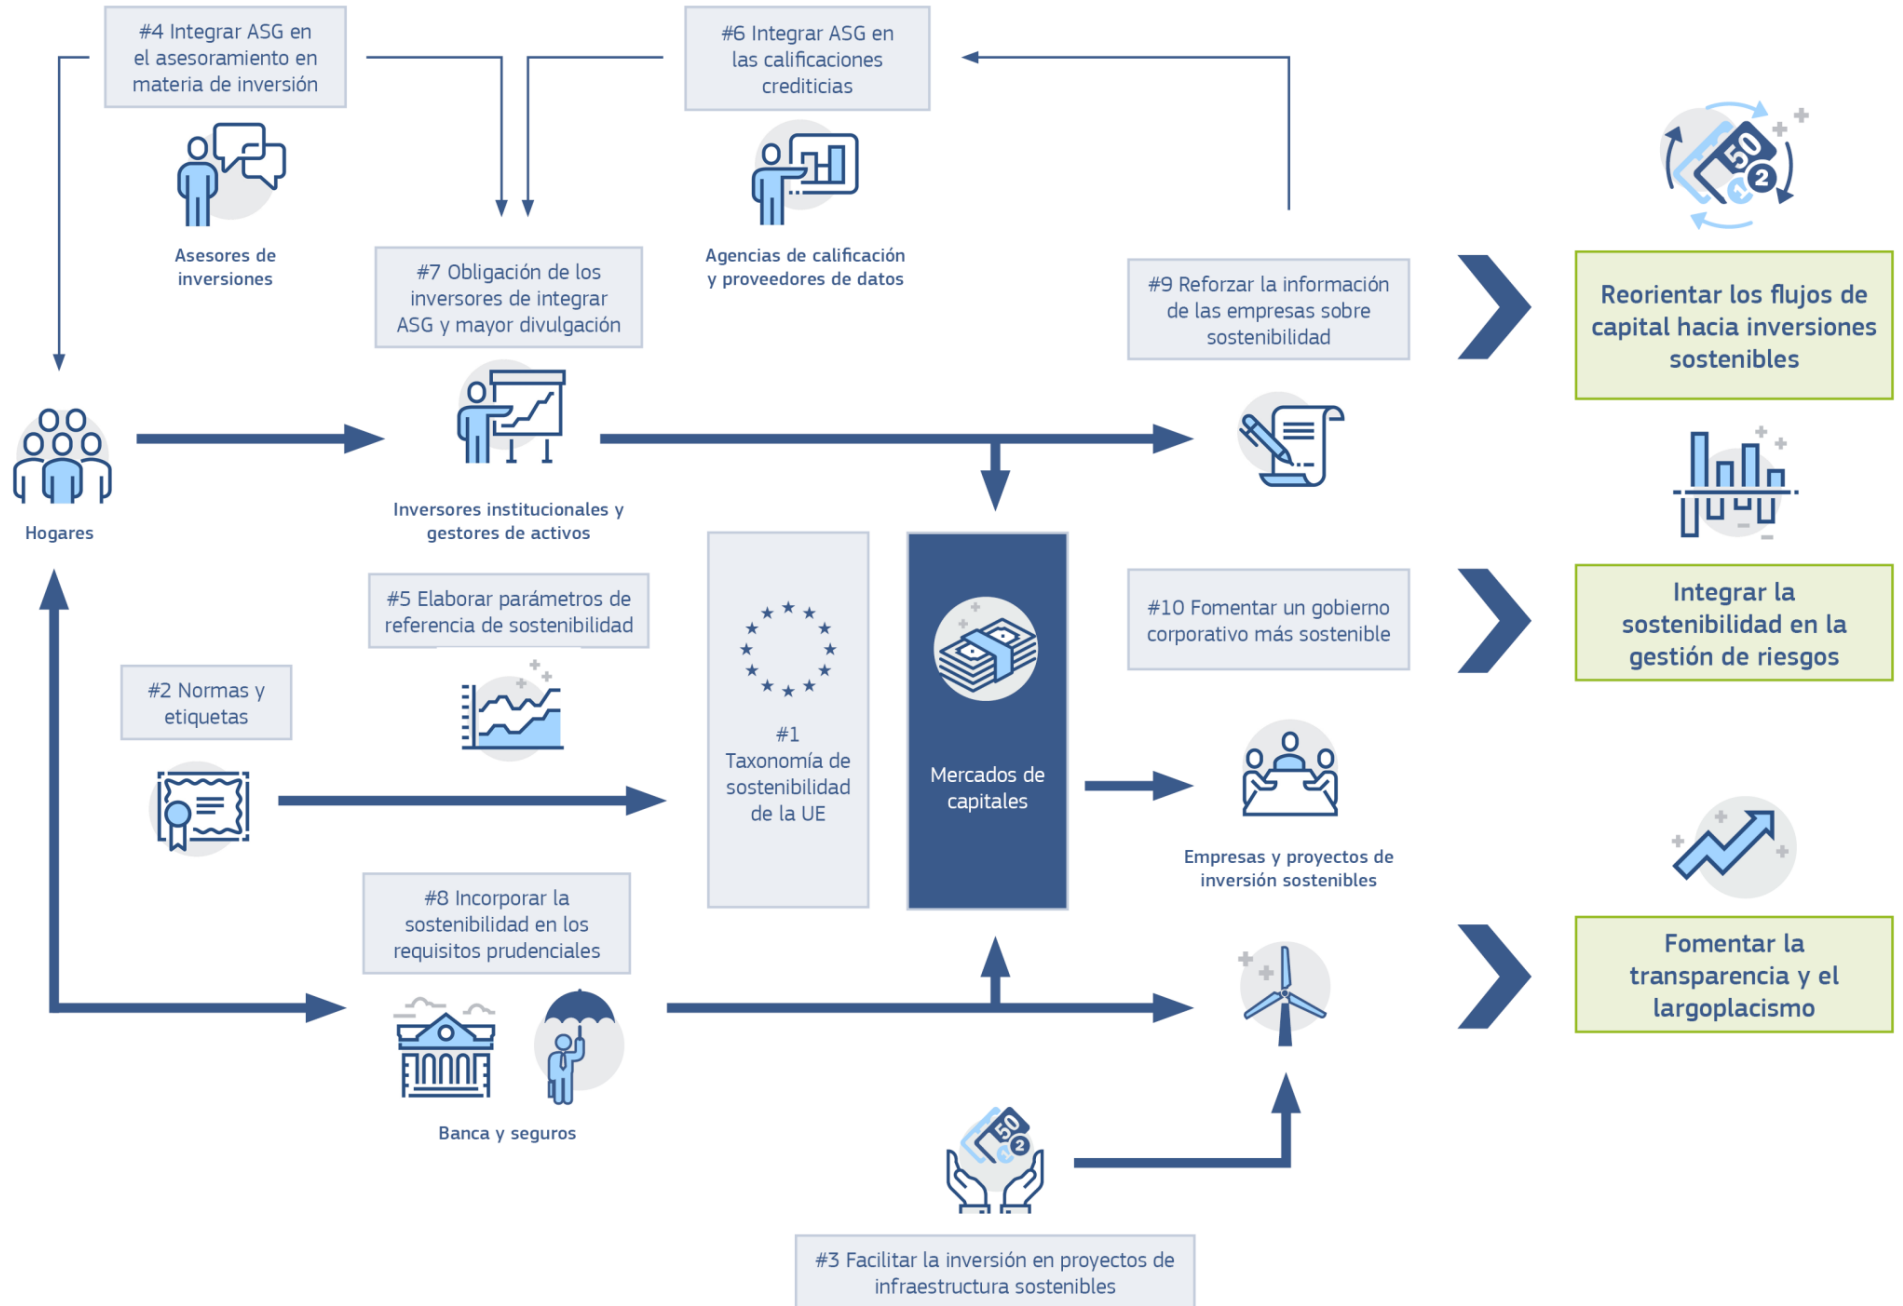 #4 Integrar ASG en
el asesoramiento en
materia de inversión
Asesores de
inversiones
#6 Integrar ASG en
las calificaciones
crediticias
Agencias de calificación
y proveedores de datos
#7 Obligación de los
inversores de integrar
ASG y mayor divulgación
Inversores institucionales y
gestores de activos
#9 Reforzar la información
de las empresas sobre
sostenibilidad
50
1
2
Reorientar los flujos de
capital hacia inversiones
sostenibles
Hogares
#5 Elaborar parámetros de
referencia de sostenibilidad
#2 Normas y
etiquetas
#1
Taxonomía de
sostenibilidad
de la UE
Mercados de
capitales
#10 Fomentar un gobierno
corporativo más sostenible
Empresas y proyectos de
inversión sostenibles
Integrar la
sostenibilidad en la
gestión de riesgos
#8 Incorporar la
sostenibilidad en los
requisitos prudenciales
Banca y seguros
Fomentar la
transparencia y el
largoplacismo
50
1
2
#3 Facilitar la inversión en proyectos de
infraestructura sostenibles